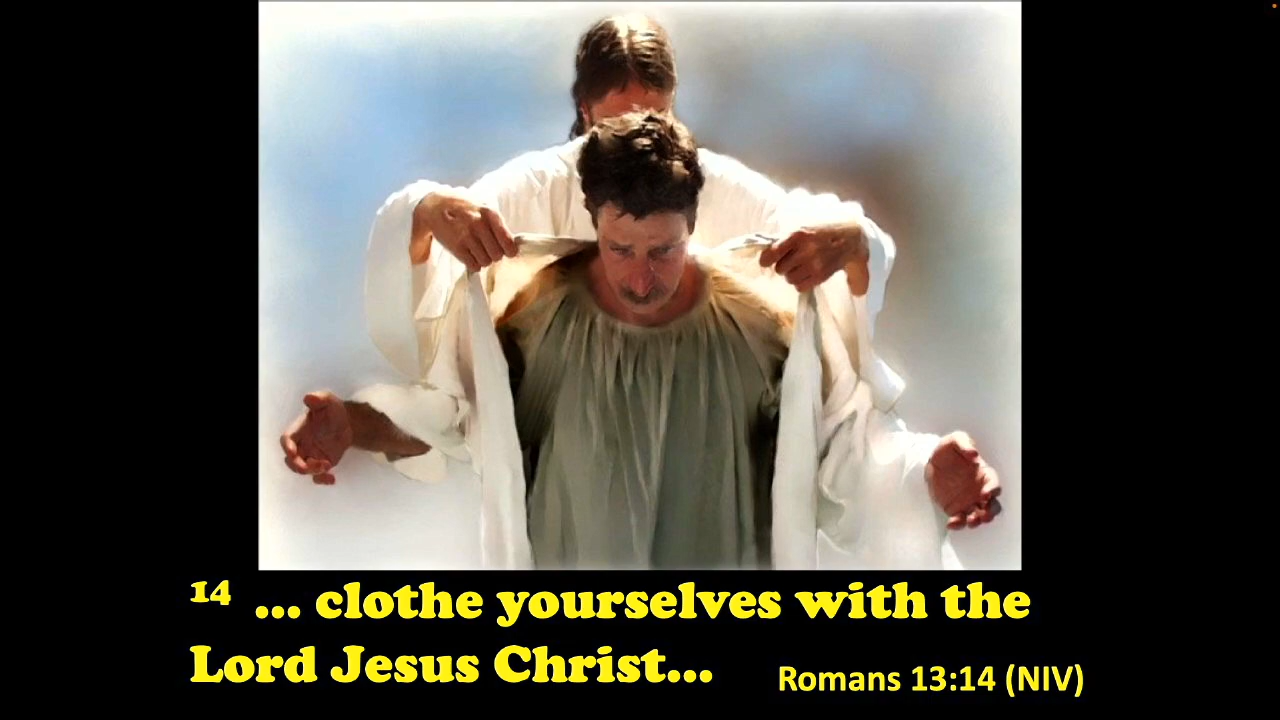 14 ... clothe yourselves with the
Lord Jesus Christ...
Romans 13:14 (NIV)